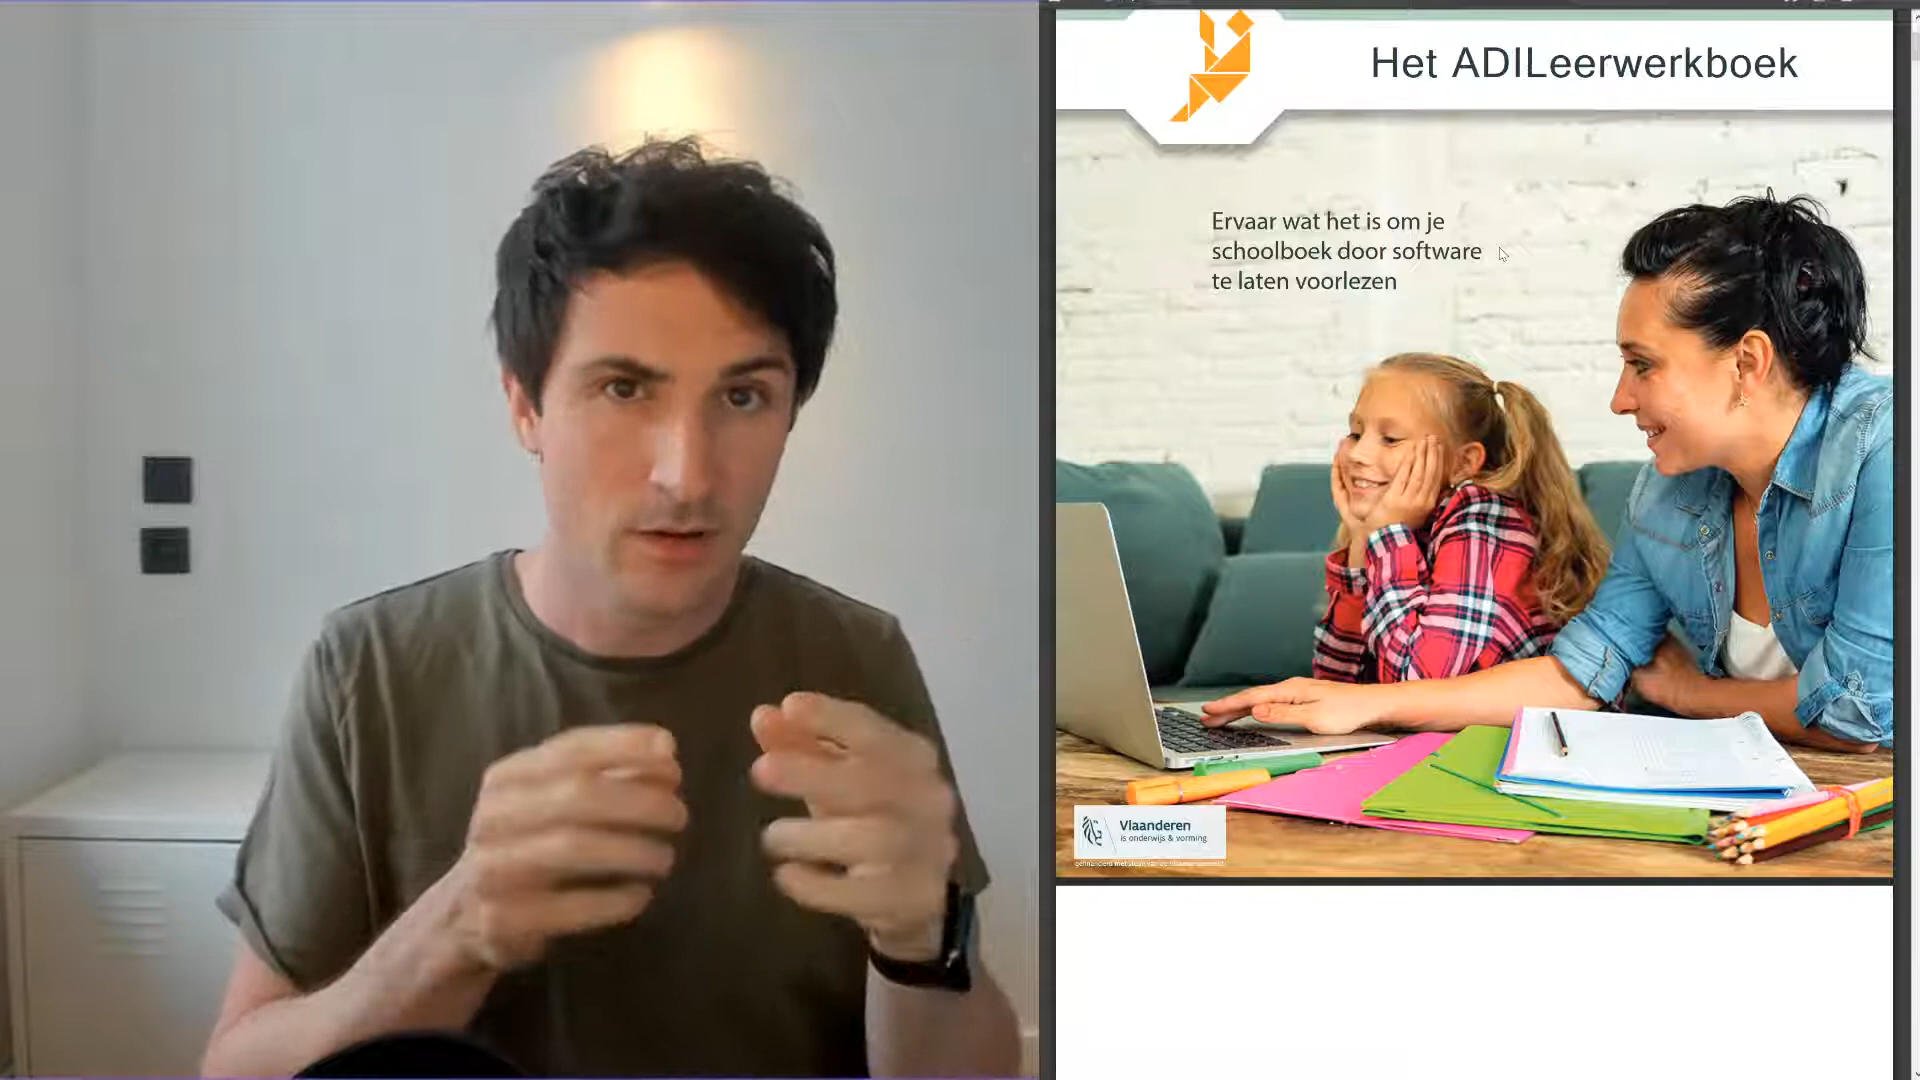 Het ADILeerwerkboek
Ervaar wat het is om je
schoolboek door software
te laten voorlezen
Vlaanderen
is onderwijs & vorming